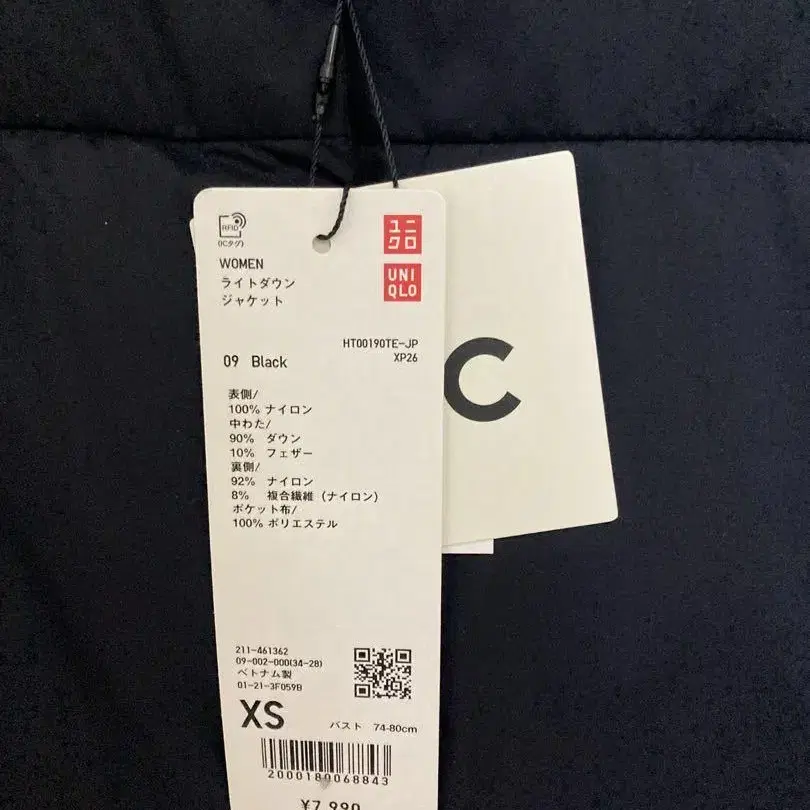 RFID
(ICタグ)
ユニ
クロ
UNI
QLO
WOMEN
ライトダウン
ジャケット
HT00190TE-JP
XP26
09 Black
表側/
100% ナイロン
中わた/
90% ダウン
10% フェザー
裏側/
92% ナイロン
8% 複合繊維 (ナイロン)
ポケット布/
100% ポリエステル
211-461362
09-002-000(34-28)
ベトナム製
01-21-3F059B
XS
バスト 74-80cm
2000180068843
¥7,990
C